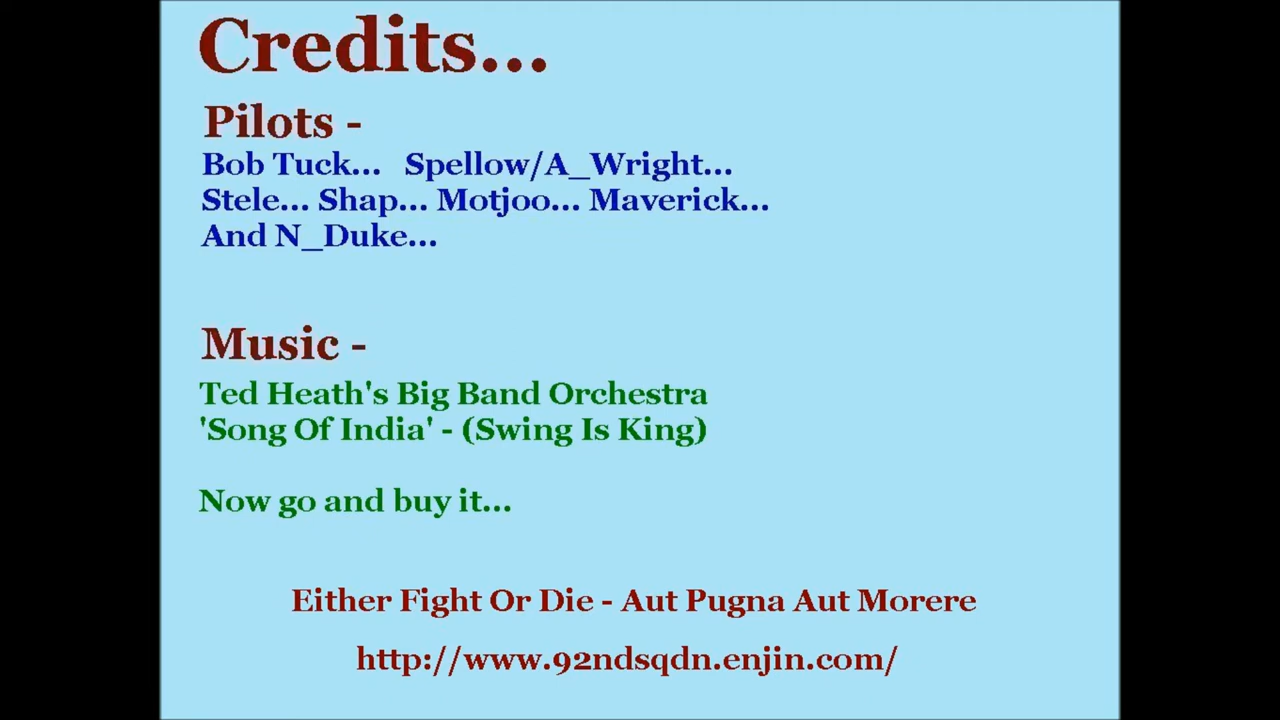 Credits...
Pilots -
Bob Tuck... Spellow/A_Wright...
Stele... Shap... Motjoo... Maverick...
And N_Duke...
Music -
Ted Heath's Big Band Orchestra
'Song Of India' - (Swing Is King)
Now go and buy it...
Either Fight Or Die - Aut Pugna Aut Morere
http://www.92ndsqdn.enjin.com/